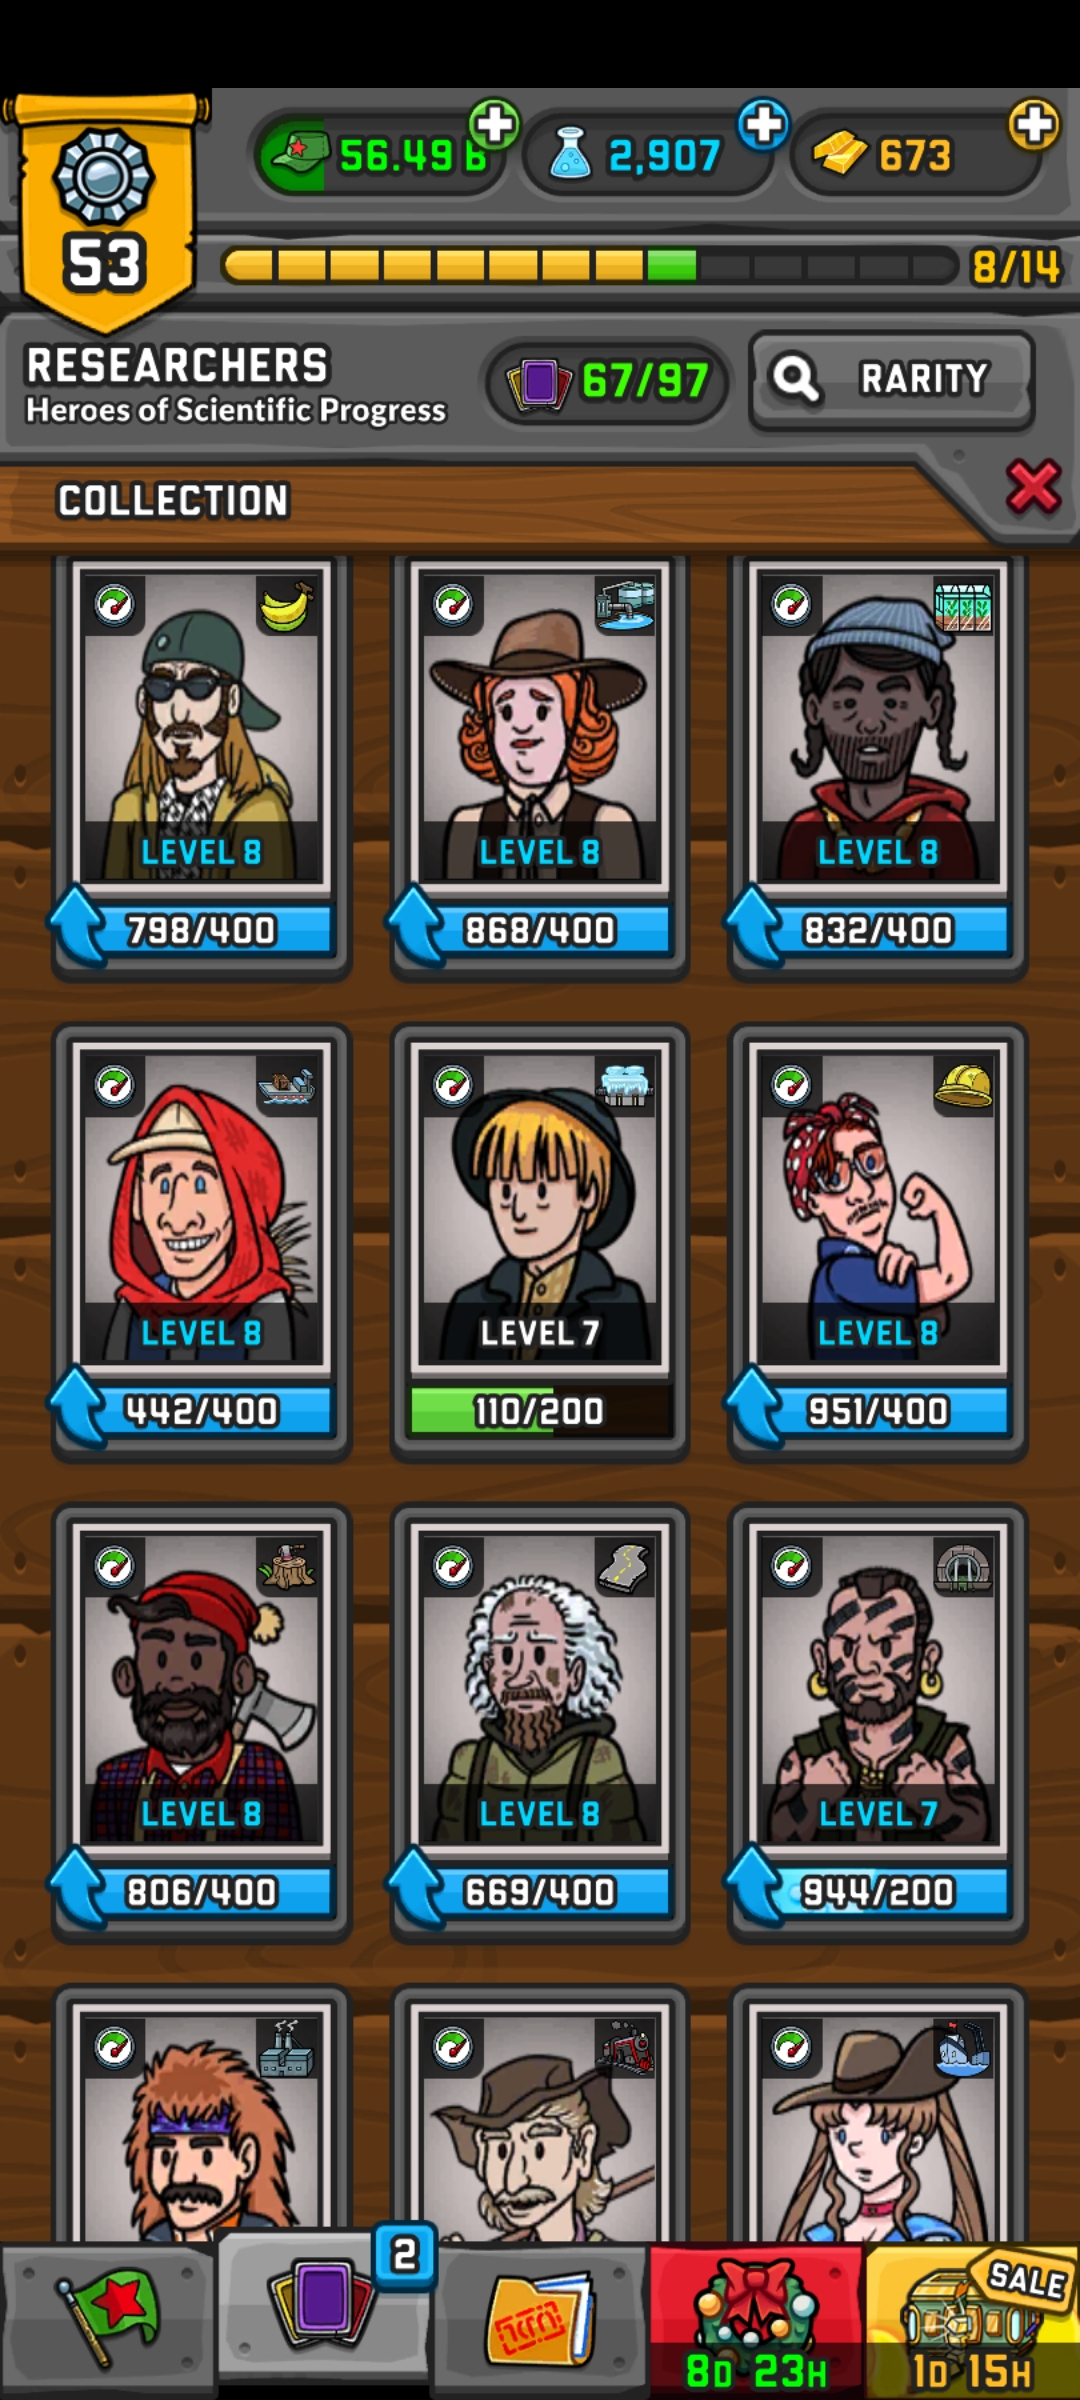 56.49 B
2,907
673
53
8/14
RESEARCHERS
Heroes of Scientific Progress
67/97
RARITY
COLLECTION
LEVEL 8
LEVEL 8
LEVEL 8
798/400
868/400
832/400
LEVEL 8
LEVEL 7
LEVEL 8
442/400
110/200
951/400
LEVEL 8
LEVEL 8
LEVEL 7
806/400
669/400
944/200
2
SALE
8D 23H
1D 15H